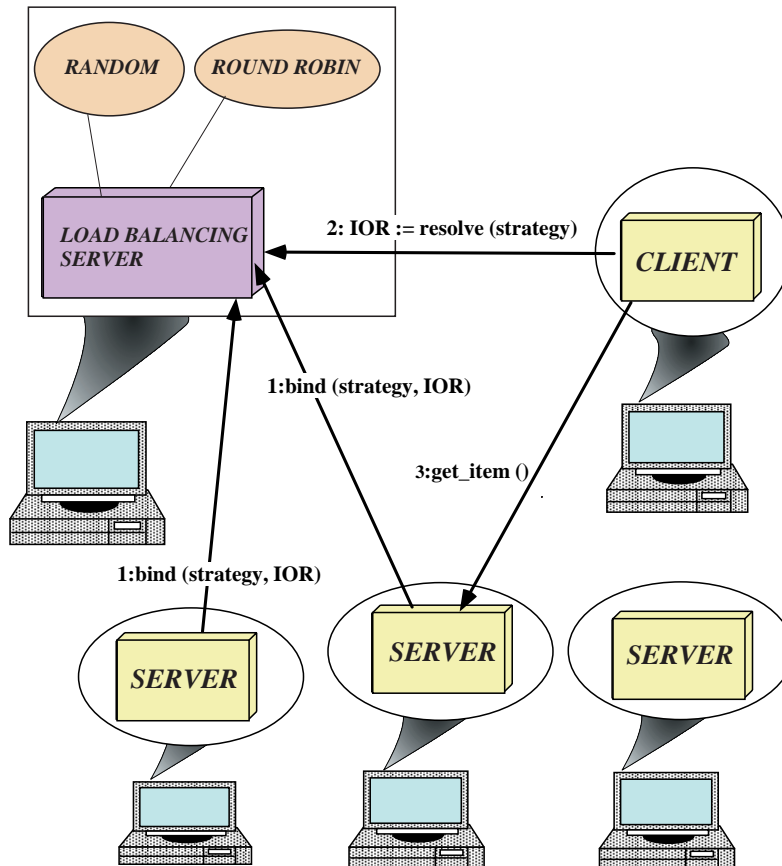 RANDOM
ROUND ROBIN
LOAD BALANCING
SERVER
2: IOR := resolve (strategy)
CLIENT
1:bind (strategy, IOR)
3:get_item ()
1:bind (strategy, IOR)
SERVER
SERVER
SERVER